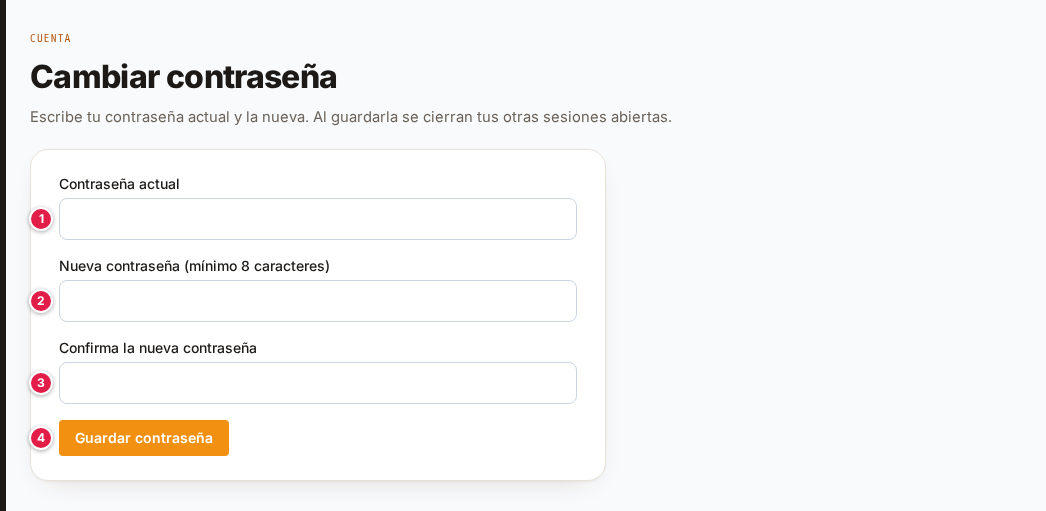 CUENTA
Cambiar contraseña
Escribe tu contraseña actual y la nueva. Al guardarla se cierran tus otras sesiones abiertas.
Contraseña actual
1
Nueva contraseña (mínimo 8 caracteres)
2
Confirma la nueva contraseña
3
4 Guardar contraseña